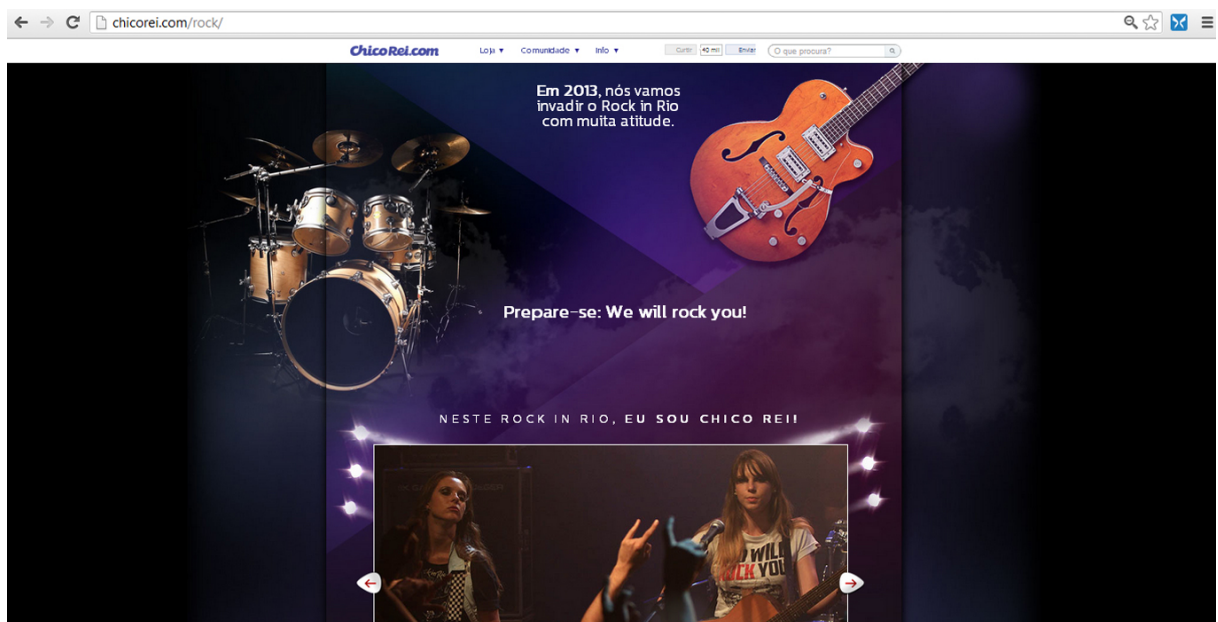 chicorei.com/rock/
ChicoRei.com Loja ▾ Comunidade ▾ Info ▾ Curtir 40 mil Enviar O que procura?
Em 2013, nós vamos
invadir o Rock in Rio
com muita atitude.
Prepare-se: We will rock you!
NESTE ROCK IN RIO, EU SOU CHICO REI!
WILL
ROCK YOU